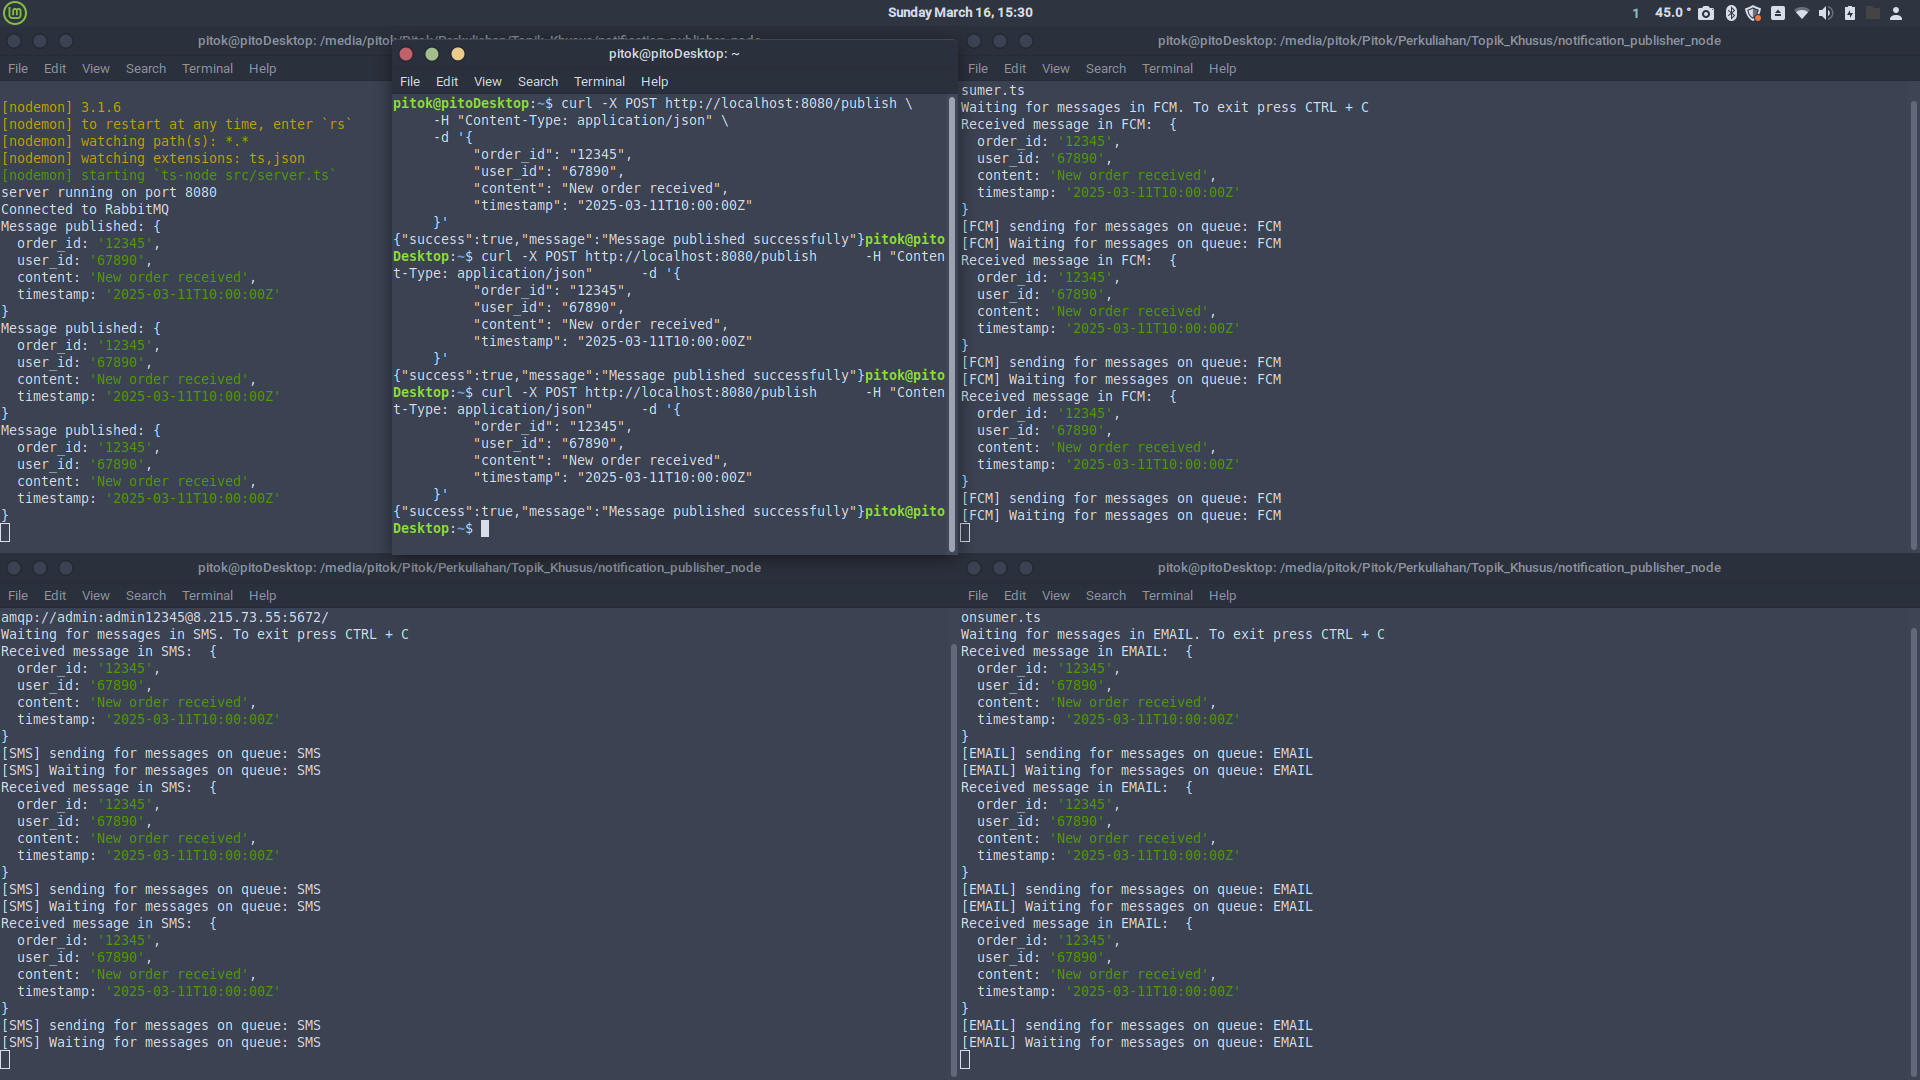 Sunday March 16, 15:30
1 45.0 °
pitok@pitoDesktop: /media/pitok/Pitok/Perkuliahan/Topik_Khusus/notification_publisher_node
File Edit View Search Terminal Help
[nodemon] 3.1.6
[nodemon] to restart at any time, enter `rs`
[nodemon] watching path(s): *.*
[nodemon] watching extensions: ts,json
[nodemon] starting `ts-node src/server.ts`
server running on port 8080
Connected to RabbitMQ
Message published: {
  order_id: '12345',
  user_id: '67890',
  content: 'New order received',
  timestamp: '2025-03-11T10:00:00Z'
}
Message published: {
  order_id: '12345',
  user_id: '67890',
  content: 'New order received',
  timestamp: '2025-03-11T10:00:00Z'
}
Message published: {
  order_id: '12345',
  user_id: '67890',
  content: 'New order received',
  timestamp: '2025-03-11T10:00:00Z'
}
pitok@pitoDesktop: ~
File Edit View Search Terminal Help
pitok@pitoDesktop:~$ curl -X POST http://localhost:8080/publish \
     -H "Content-Type: application/json" \
     -d '{
          "order_id": "12345",
          "user_id": "67890",
          "content": "New order received",
          "timestamp": "2025-03-11T10:00:00Z"
     }'
{"success":true,"message":"Message published successfully"}pitok@pito
Desktop:~$ curl -X POST http://localhost:8080/publish      -H "Conten
t-Type: application/json"      -d '{
          "order_id": "12345",
          "user_id": "67890",
          "content": "New order received",
          "timestamp": "2025-03-11T10:00:00Z"
     }'
{"success":true,"message":"Message published successfully"}pitok@pito
Desktop:~$ curl -X POST http://localhost:8080/publish      -H "Conten
t-Type: application/json"      -d '{
          "order_id": "12345",
          "user_id": "67890",
          "content": "New order received",
          "timestamp": "2025-03-11T10:00:00Z"
     }'
{"success":true,"message":"Message published successfully"}pitok@pito
Desktop:~$
pitok@pitoDesktop: /media/pitok/Pitok/Perkuliahan/Topik_Khusus/notification_publisher_node
File Edit View Search Terminal Help
sumer.ts
Waiting for messages in FCM. To exit press CTRL + C
Received message in FCM:  {
  order_id: '12345',
  user_id: '67890',
  content: 'New order received',
  timestamp: '2025-03-11T10:00:00Z'
}
[FCM] sending for messages on queue: FCM
[FCM] Waiting for messages on queue: FCM
Received message in FCM:  {
  order_id: '12345',
  user_id: '67890',
  content: 'New order received',
  timestamp: '2025-03-11T10:00:00Z'
}
[FCM] sending for messages on queue: FCM
[FCM] Waiting for messages on queue: FCM
Received message in FCM:  {
  order_id: '12345',
  user_id: '67890',
  content: 'New order received',
  timestamp: '2025-03-11T10:00:00Z'
}
[FCM] sending for messages on queue: FCM
[FCM] Waiting for messages on queue: FCM
pitok@pitoDesktop: /media/pitok/Pitok/Perkuliahan/Topik_Khusus/notification_publisher_node
File Edit View Search Terminal Help
amqp://admin:admin12345@8.215.73.55:5672/
Waiting for messages in SMS. To exit press CTRL + C
Received message in SMS:  {
  order_id: '12345',
  user_id: '67890',
  content: 'New order received',
  timestamp: '2025-03-11T10:00:00Z'
}
[SMS] sending for messages on queue: SMS
[SMS] Waiting for messages on queue: SMS
Received message in SMS:  {
  order_id: '12345',
  user_id: '67890',
  content: 'New order received',
  timestamp: '2025-03-11T10:00:00Z'
}
[SMS] sending for messages on queue: SMS
[SMS] Waiting for messages on queue: SMS
Received message in SMS:  {
  order_id: '12345',
  user_id: '67890',
  content: 'New order received',
  timestamp: '2025-03-11T10:00:00Z'
}
[SMS] sending for messages on queue: SMS
[SMS] Waiting for messages on queue: SMS
pitok@pitoDesktop: /media/pitok/Pitok/Perkuliahan/Topik_Khusus/notification_publisher_node
File Edit View Search Terminal Help
onsumer.ts
Waiting for messages in EMAIL. To exit press CTRL + C
Received message in EMAIL:  {
  order_id: '12345',
  user_id: '67890',
  content: 'New order received',
  timestamp: '2025-03-11T10:00:00Z'
}
[EMAIL] sending for messages on queue: EMAIL
[EMAIL] Waiting for messages on queue: EMAIL
Received message in EMAIL:  {
  order_id: '12345',
  user_id: '67890',
  content: 'New order received',
  timestamp: '2025-03-11T10:00:00Z'
}
[EMAIL] sending for messages on queue: EMAIL
[EMAIL] Waiting for messages on queue: EMAIL
Received message in EMAIL:  {
  order_id: '12345',
  user_id: '67890',
  content: 'New order received',
  timestamp: '2025-03-11T10:00:00Z'
}
[EMAIL] sending for messages on queue: EMAIL
[EMAIL] Waiting for messages on queue: EMAIL